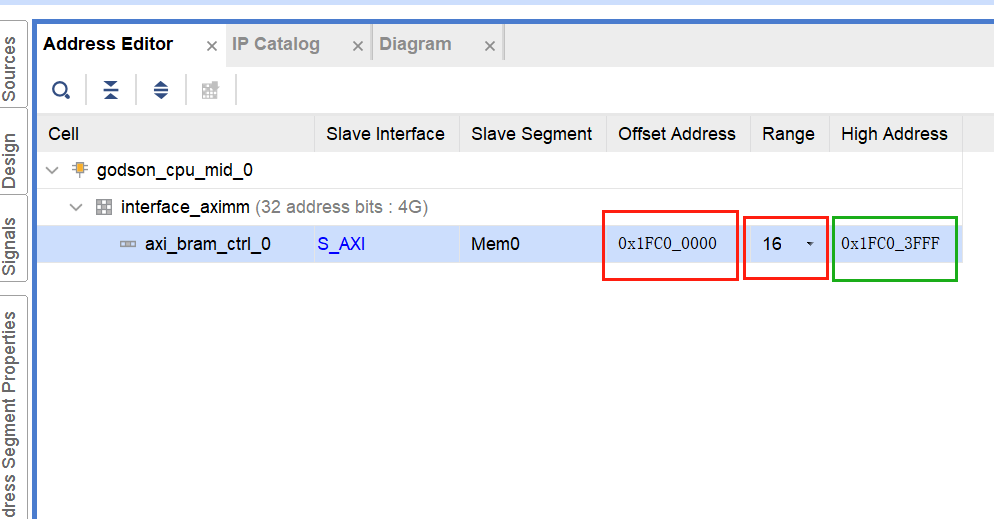 Address Editor × IP Catalog × Diagram ×
Cell Slave Interface Slave Segment Offset Address Range High Address
godson_cpu_mid_0
interface_aximm (32 address bits : 4G)
axi_bram_ctrl_0 S_AXI Mem0 0x1FC0_0000 16 0x1FC0_3FFF
Sources
Design
Signals
dress Segment Properties